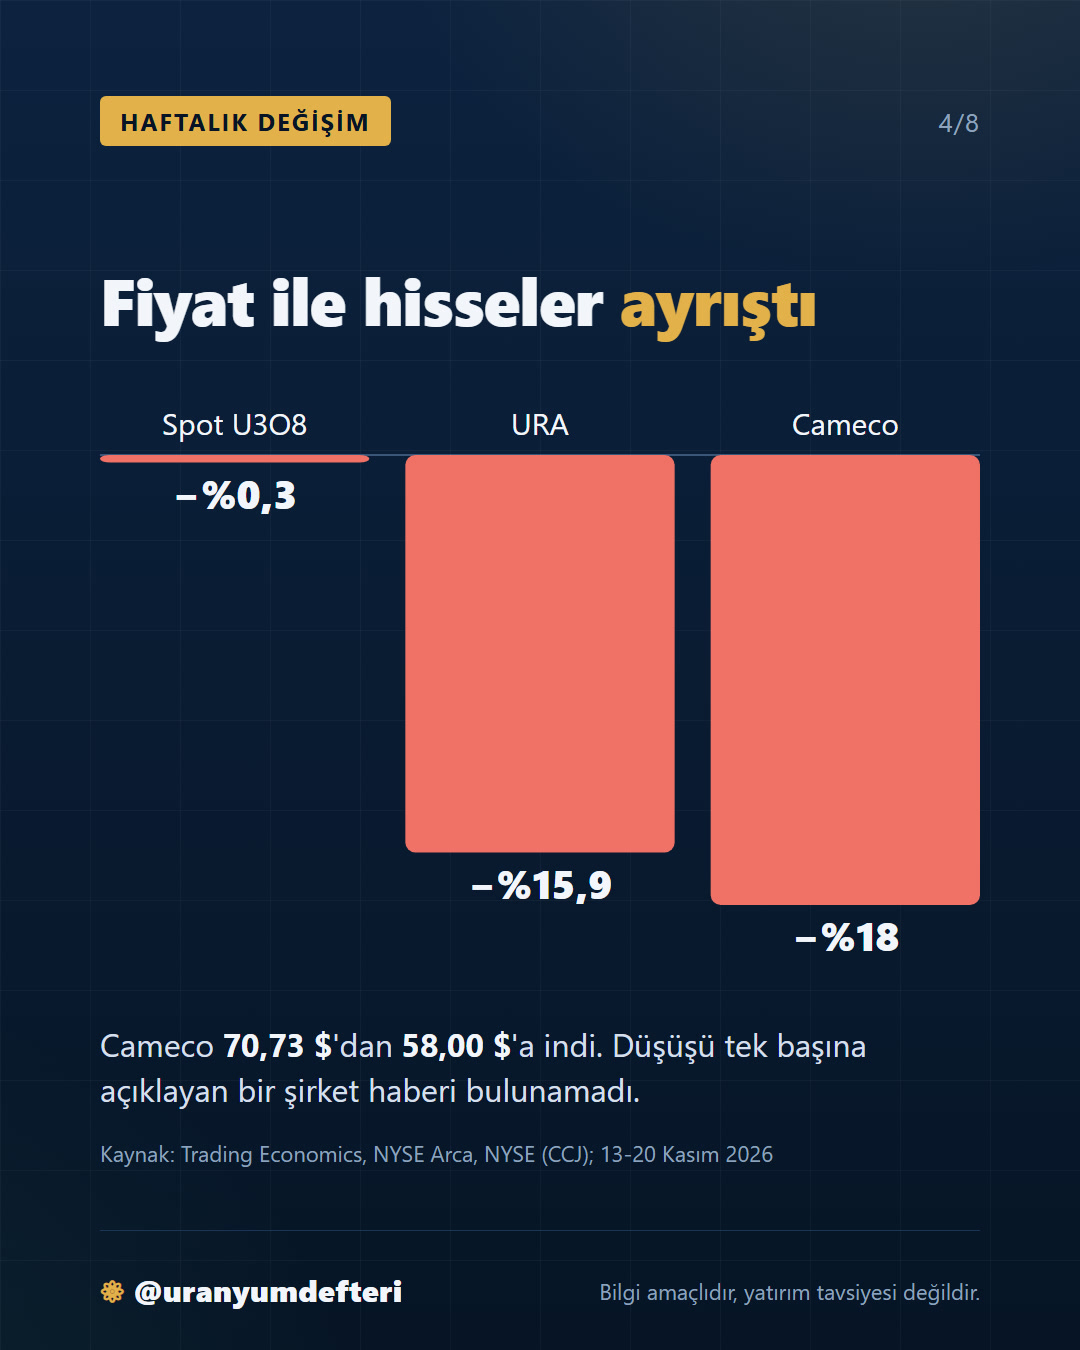 HAFTALIK DEĞİŞİM
4/8
Fiyat ile hisseler ayrıştı
Spot U3O8
URA
Cameco
−%0,3
−%15,9
−%18
Cameco 70,73 $'dan 58,00 $'a indi. Düşüşü tek başına
açıklayan bir şirket haberi bulunamadı.
Kaynak: Trading Economics, NYSE Arca, NYSE (CCJ); 13-20 Kasım 2026
@uranyumdefteri
Bilgi amaçlıdır, yatırım tavsiyesi değildir.